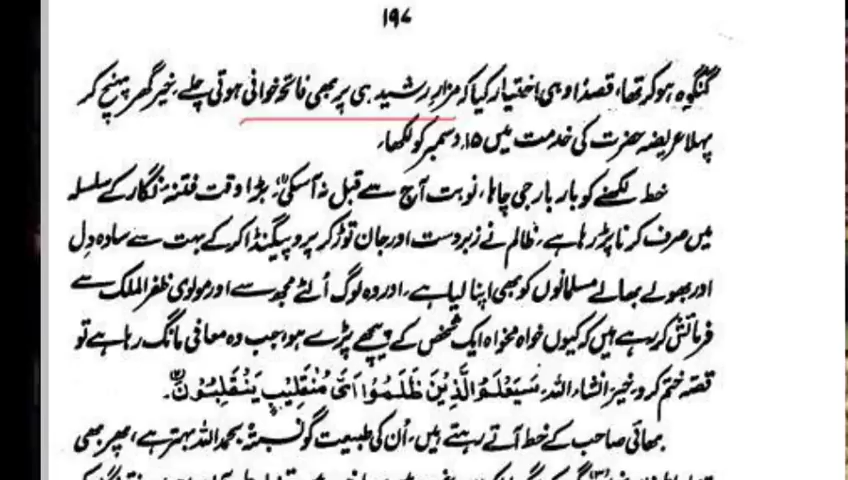 ۱۹۷
گنگوہ ہو کر تھا، قصداً وہی اختیار کیا کہ مزارِ رشید ہی پر بھی فاتحہ خوانی ہوتی چلے۔ خیر گھر پہنچ کر
پہلا عریضہ حضرت کی خدمت میں ۱۵؍ دسمبر کو لکھا۔
خط لکھنے کو بار بار جی چاہا، نوبت آج سے قبل نہ آسکی۔ بڑا وقت فتنۂ نگار کے سلسلہ
میں صرف کرنا پڑ رہا ہے۔ ظالم نے زبردست اور جان توڑ کر پروپیگنڈا کر کے بہت سے سادہ دِل
اور بھولے بھالے مسلمانوں کو بھی اپنا لیا ہے، اور وہ لوگ اُلٹے مجھ سے اور مولوی ظفر الملک سے
فرمائش کر رہے ہیں کہ کیوں خواہ مخواہ ایک شخص کے پیچھے پڑے ہو، جب وہ معافی مانگ رہا ہے تو
قصہ ختم کرو۔ خیر انشاء اللہ۔ سَيَعْلَمُ الَّذِيْنَ ظَلَمُوْا اَىَّ مُنْقَلَبٍ يَنْقَلِبُوْنَ۔
بھائی صاحب کے خط آتے رہتے ہیں۔ اُن کی طبیعت گو نسبتہً بحمد اللہ بہتر ہے، پھر بھی